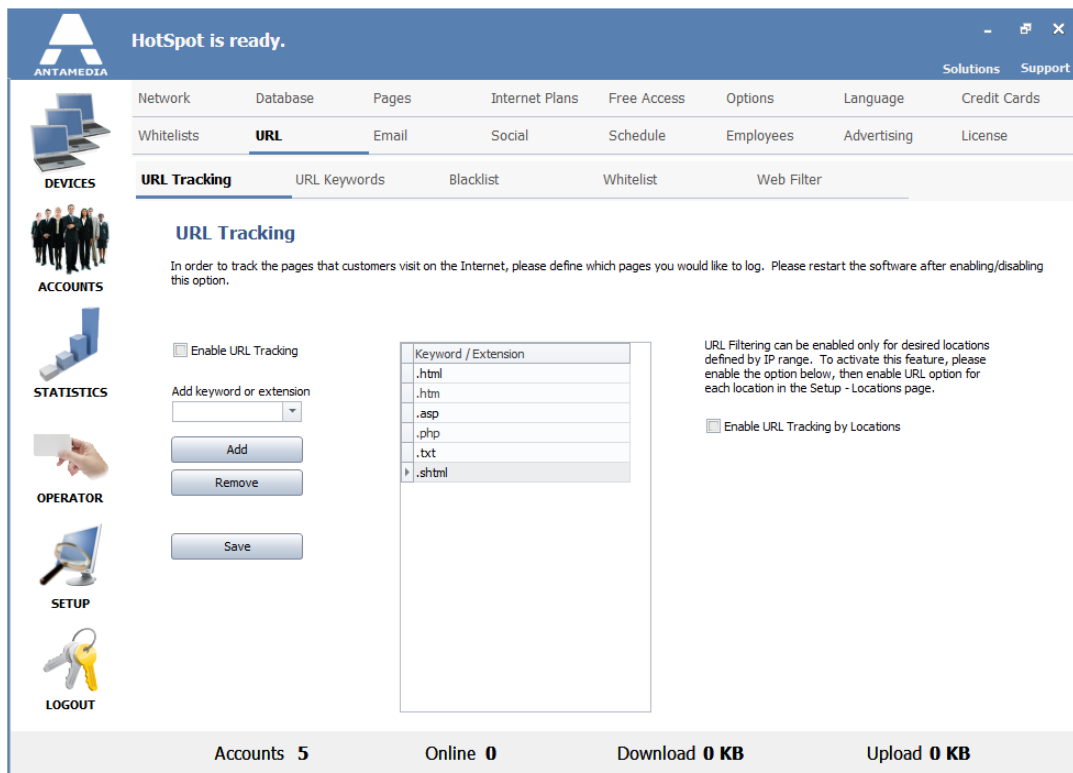 HotSpot is ready.
ANTAMEDIA
Solutions Support
Network Database Pages Internet Plans Free Access Options Language Credit Cards
Whitelists URL Email Social Schedule Employees Advertising License
URL Tracking URL Keywords Blacklist Whitelist Web Filter
DEVICES
ACCOUNTS
STATISTICS
OPERATOR
SETUP
LOGOUT
URL Tracking
In order to track the pages that customers visit on the Internet, please define which pages you would like to log. Please restart the software after enabling/disabling
this option.
Enable URL Tracking
Add keyword or extension
Add
Remove
Save
Keyword / Extension
.html
.htm
.asp
.php
.txt
.shtml
URL Filtering can be enabled only for desired locations
defined by IP range. To activate this feature, please
enable the option below, then enable URL option for
each location in the Setup - Locations page.
Enable URL Tracking by Locations
Accounts 5 Online 0 Download 0 KB Upload 0 KB